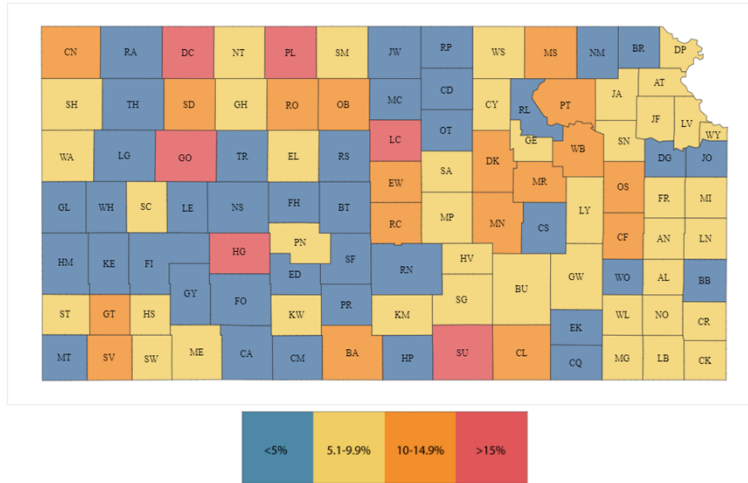 CN RA DC NT PL SM JW RP WS MS NM BR DP
SH TH SD GH RO OB MC CD CY RL PT JA AT
OT JF LV WY
WA LG GO TR EL RS LC SA DK GE WB SN DG JO
GL WH SC LE NS FH BT EW MP MR OS FR MI
RC MN CS LY
HM KE FI HG PN SF RN HV CF AN LN
GY FO ED PR SG BU GW WO AL BB
ST GT HS KW KM EK WL NO CR
MT SV SW ME CA CM BA HP SU CL CQ MG LB CK
<5% 5.1-9.9% 10-14.9% >15%